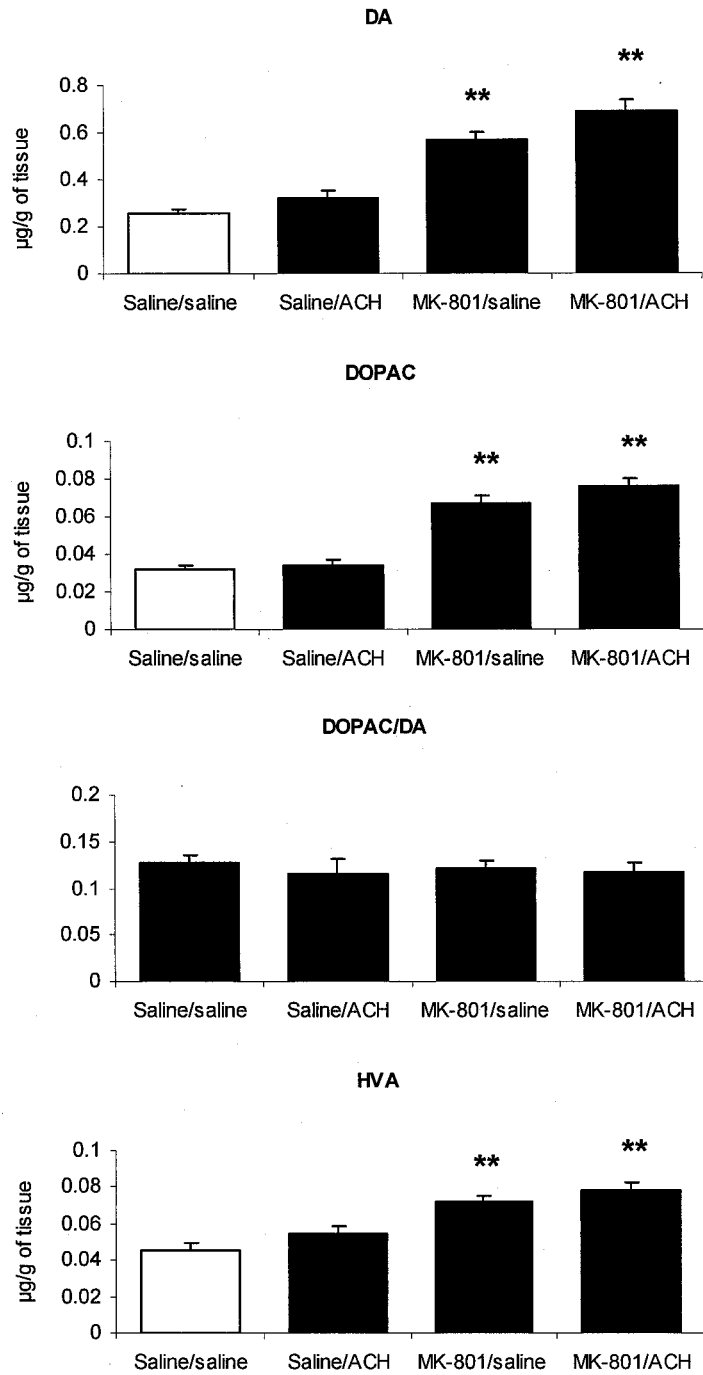 DA
**
**
0.8
0.6
0.4
0.2
0
µg/g of tissue
Saline/saline Saline/ACH MK-801/saline MK-801/ACH
DOPAC
**
**
0.1
0.08
0.06
0.04
0.02
0
µg/g of tissue
Saline/saline Saline/ACH MK-801/saline MK-801/ACH
DOPAC/DA
0.2
0.15
0.1
0.05
0
Saline/saline Saline/ACH MK-801/saline MK-801/ACH
HVA
**
**
0.1
0.08
0.06
0.04
0.02
0
µg/g of tissue
Saline/saline Saline/ACH MK-801/saline MK-801/ACH